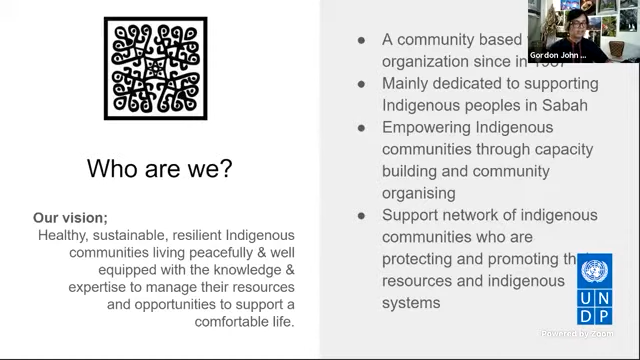 Who are we?
Our vision;
Healthy, sustainable, resilient Indigenous
communities living peacefully & well
equipped with the knowledge &
expertise to manage their resources
and opportunities to support a
comfortable life.
● A community based
organization since in
● Mainly dedicated to supporting
Indigenous peoples in Sabah
● Empowering Indigenous
communities through capacity
building and community
organising
● Support network of indigenous
communities who are
protecting and promoting
resources and indigenous
systems
Gordon John ...
U N
D P
Powered by Zoom